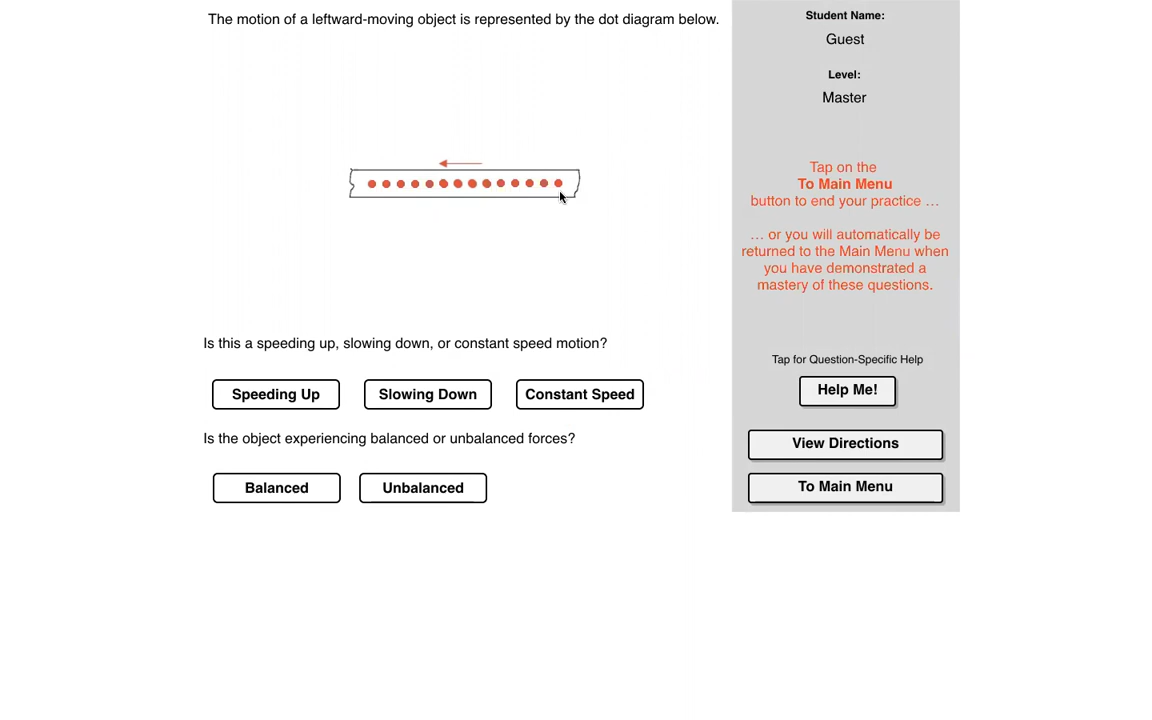 The motion of a leftward-moving object is represented by the dot diagram below.
Is this a speeding up, slowing down, or constant speed motion?
Speeding Up
Slowing Down
Constant Speed
Is the object experiencing balanced or unbalanced forces?
Balanced
Unbalanced
Student Name:
Guest
Level:
Master
Tap on the
To Main Menu
button to end your practice …
… or you will automatically be
returned to the Main Menu when
you have demonstrated a
mastery of these questions.
Tap for Question-Specific Help
Help Me!
View Directions
To Main Menu